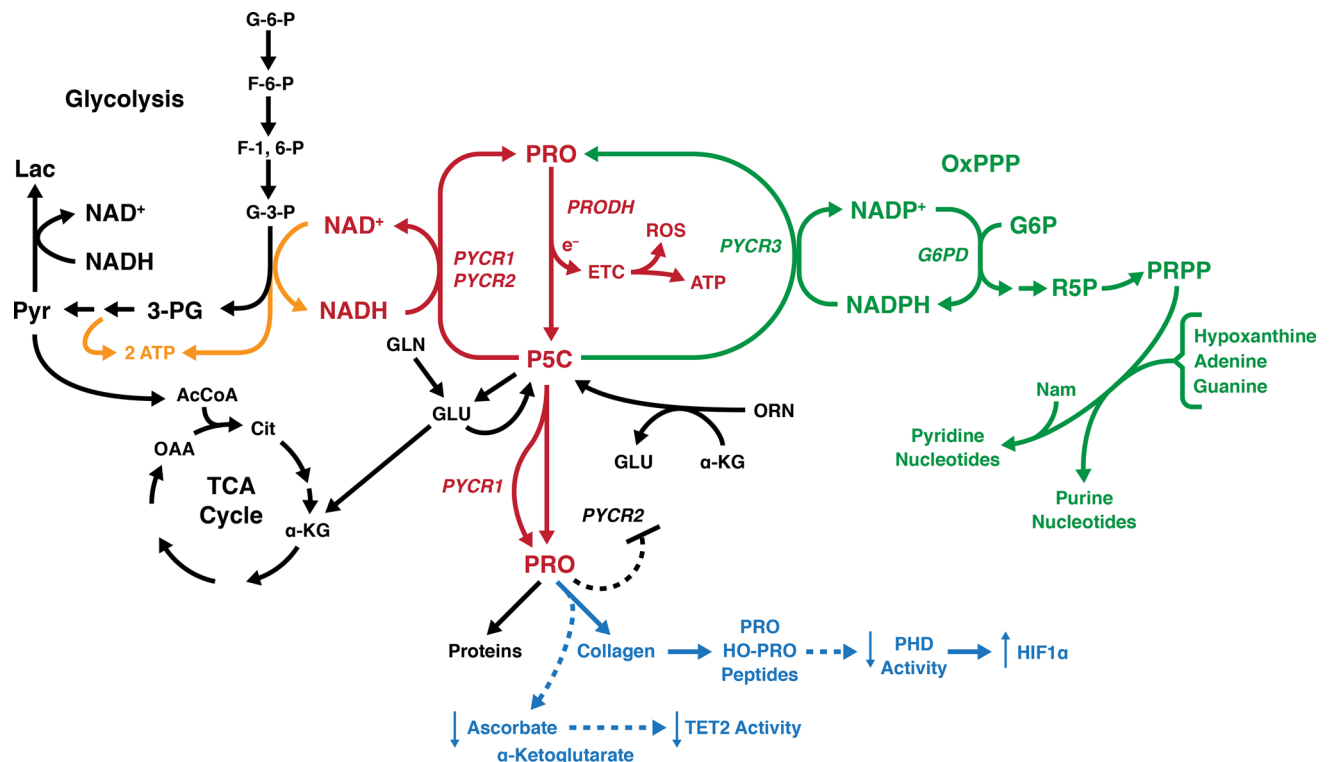 G-6-P
F-6-P
Glycolysis
F-1, 6-P
Lac
G-3-P
NAD⁺
NADH
Pyr
3-PG
2 ATP
NAD⁺
NADH
PYCR1
PYCR2
PRO
PRODH
e⁻
ROS
ETC
ATP
P5C
PYCR3
OxPPP
NADP⁺
G6P
G6PD
NADPH
R5P
PRPP
Hypoxanthine
Adenine
Guanine
Nam
Pyridine
Nucleotides
Purine
Nucleotides
GLN
GLU
ORN
GLU
α-KG
AcCoA
Cit
OAA
TCA
Cycle
α-KG
PYCR1
PYCR2
PRO
Proteins
Collagen
PRO
HO-PRO
Peptides
PHD
Activity
HIF1α
Ascorbate
α-Ketoglutarate
TET2 Activity